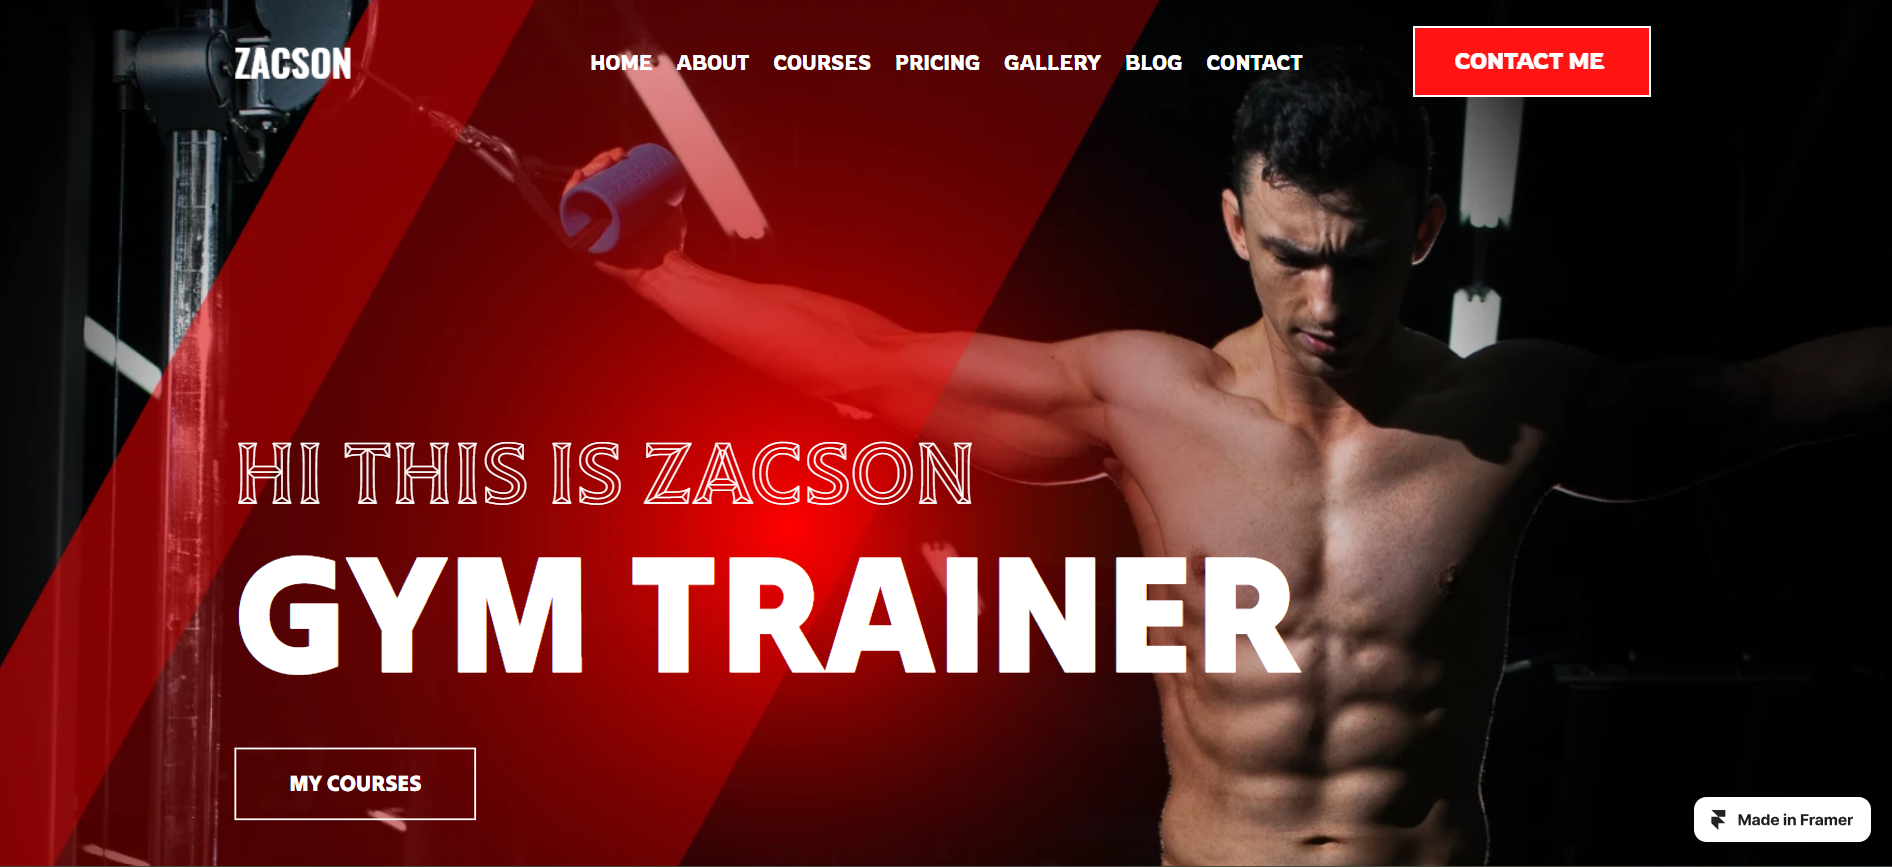 ZACSON
HOME ABOUT COURSES PRICING GALLERY BLOG CONTACT
CONTACT ME
HI THIS IS ZACSON
GYM TRAINER
MY COURSES
Made in Framer